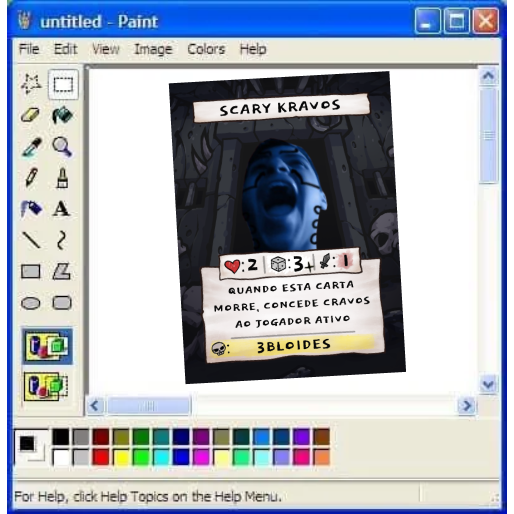 untitled - Paint
File Edit View Image Colors Help
A
SCARY KRAVOS
:2 :3+ :1
QUANDO ESTA CARTA
MORRE, CONCEDE CRAVOS
AO JOGADOR ATIVO
: 3BLOIDES
For Help, click Help Topics on the Help Menu.